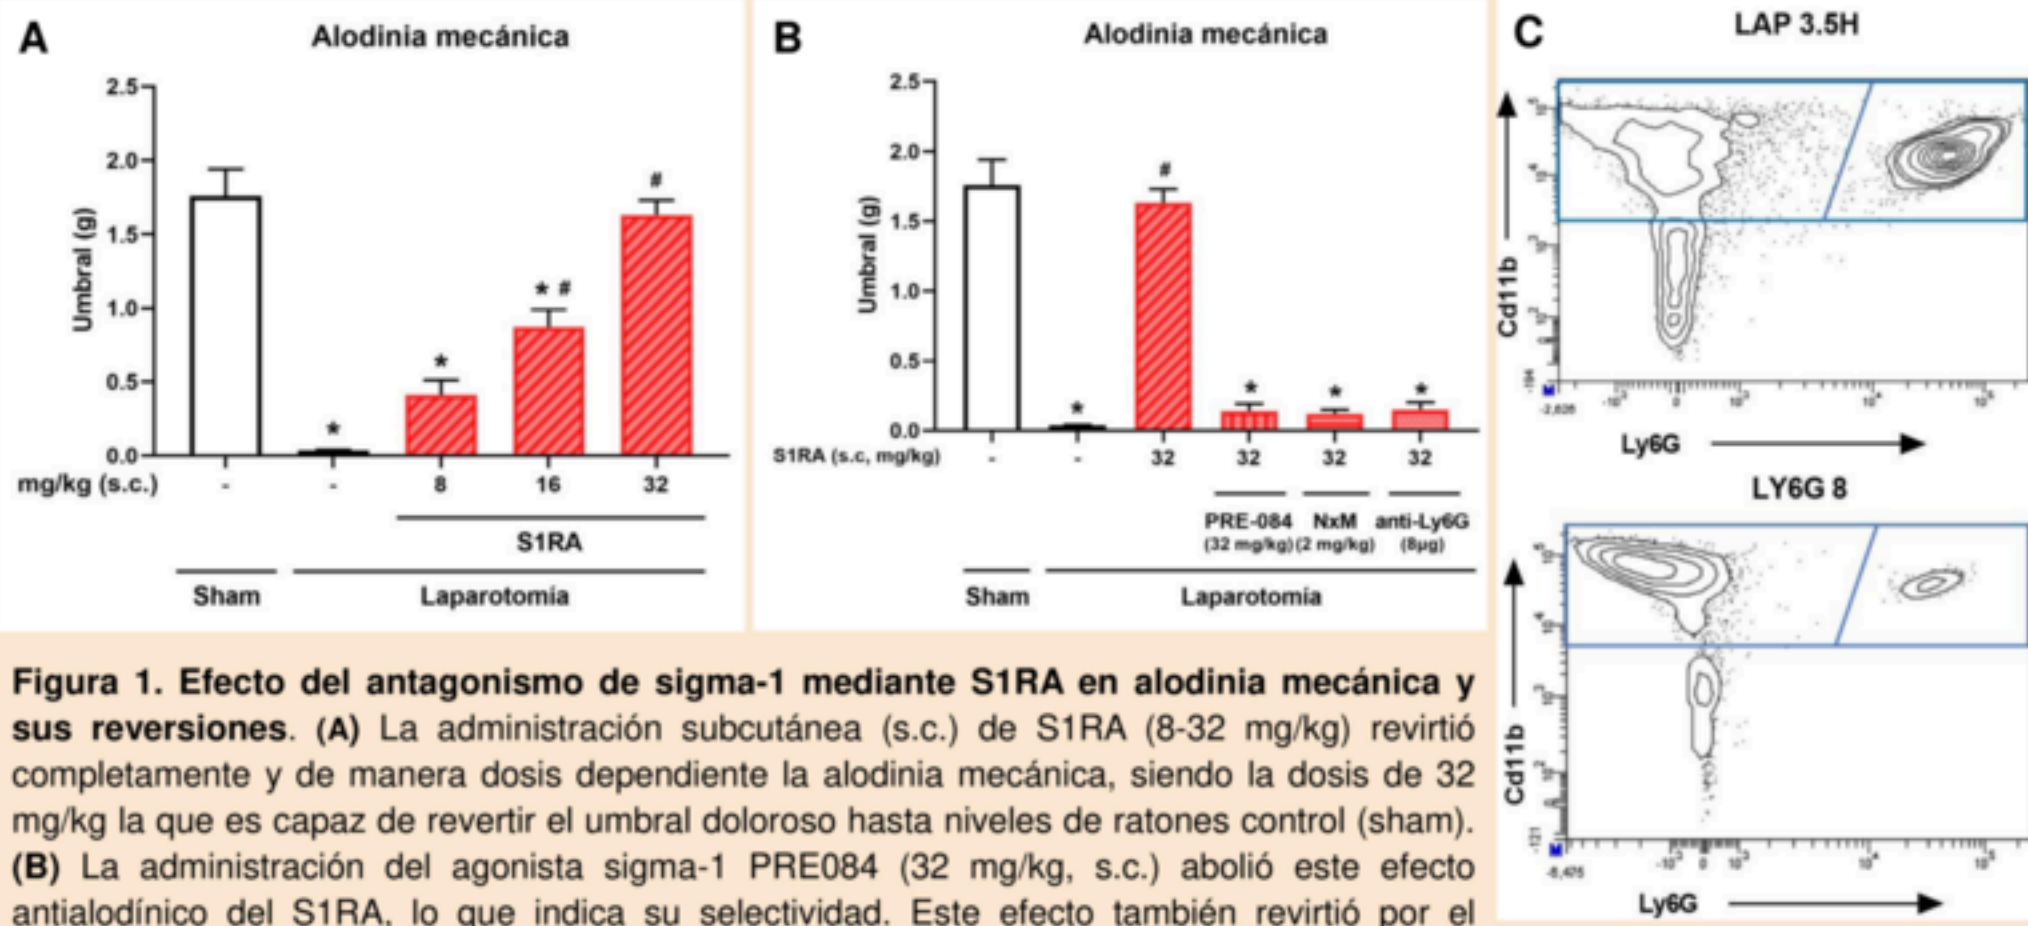 A
Alodinia mecánica
Umbral (g)
2.5
2.0
1.5
1.0
0.5
0.0
*
*
* #
#
mg/kg (s.c.) - - 8 16 32
S1RA
Sham Laparotomía
B
Alodinia mecánica
Umbral (g)
2.5
2.0
1.5
1.0
0.5
0.0
*
#
*
*
*
S1RA (s.c, mg/kg) - - 32 32 32 32
PRE-084 NxM anti-Ly6G
(32 mg/kg) (2 mg/kg) (8µg)
Sham Laparotomía
C
LAP 3.5H
Cd11b
Ly6G
LY6G 8
Cd11b
Ly6G
Figura 1. Efecto del antagonismo de sigma-1 mediante S1RA en alodinia mecánica y
sus reversiones. (A) La administración subcutánea (s.c.) de S1RA (8-32 mg/kg) revirtió
completamente y de manera dosis dependiente la alodinia mecánica, siendo la dosis de 32
mg/kg la que es capaz de revertir el umbral doloroso hasta niveles de ratones control (sham).
(B) La administración del agonista sigma-1 PRE084 (32 mg/kg, s.c.) abolió este efecto
antialodínico del S1RA, lo que indica su selectividad. Este efecto también revirtió por el